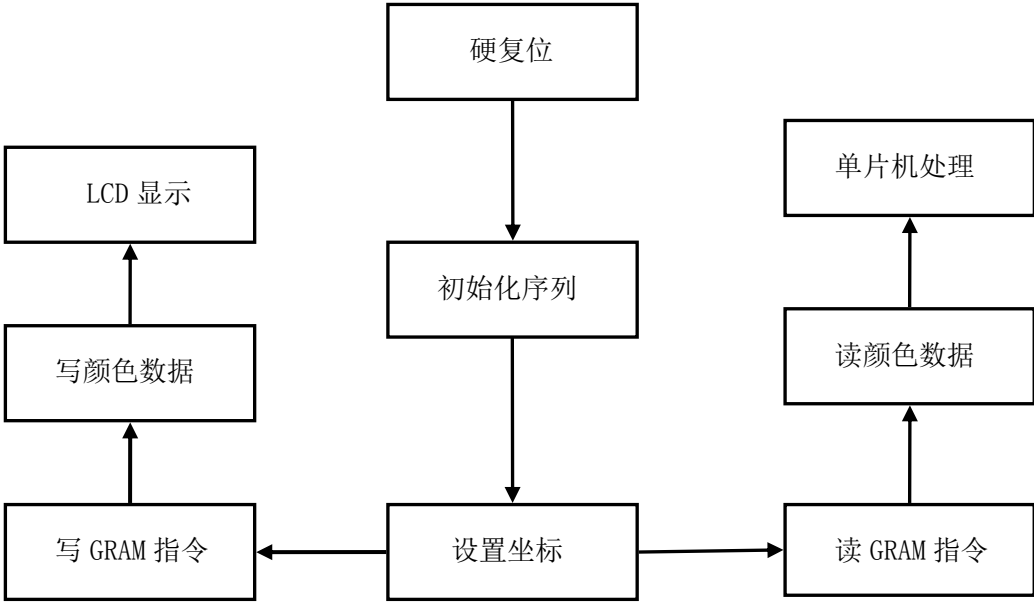 硬复位
单片机处理
LCD 显示
初始化序列
写颜色数据
读颜色数据
写 GRAM 指令
设置坐标
读 GRAM 指令